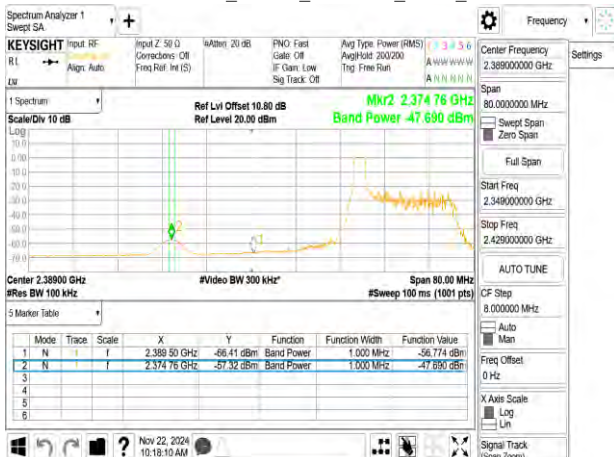 Spectrum Analyzer 1
Swept SA
+
Frequency
KEYSIGHT
RL
Input: RF
Align: Auto
Input Z: 50 Ω
Corrections: Off
Freq Ref: Int (S)
#Atten: 20 dB
PNO: Fast
Gate: Off
IF Gain: Low
Sig Track: Off
Avg Type: Power (RMS)
Avg|Hold: 200/200
Trig: Free Run
1 2 3 4 5 6
A W W W W W
A N N N N N
1 Spectrum
Scale/Div 10 dB
Log
Ref Lvl Offset 10.80 dB
Ref Level 20.00 dBm
Mkr2 2.374 76 GHz
Band Power -47.690 dBm
10.0
0.00
-10.0
-20.0
-30.0
-40.0
-50.0
-60.0
-70.0
2
1
Center 2.38900 GHz
#Res BW 100 kHz
#Video BW 300 kHz*
Span 80.00 MHz
#Sweep 100 ms (1001 pts)
5 Marker Table
Mode Trace Scale X Y Function Function Width Function Value
1 N 1 f 2.389 50 GHz -66.41 dBm Band Power 1.000 MHz -56.774 dBm
2 N 1 f 2.374 76 GHz -57.32 dBm Band Power 1.000 MHz -47.690 dBm
3
4
5
6
?
Nov 22, 2024
10:18:10 AM
Center Frequency
2.389000000 GHz
Settings
Span
80.0000000 MHz
Swept Span
Zero Span
Full Span
Start Freq
2.349000000 GHz
Stop Freq
2.429000000 GHz
AUTO TUNE
CF Step
8.000000 MHz
Auto
Man
Freq Offset
0 Hz
X Axis Scale
Log
Lin
Signal Track
(Span Zoom)